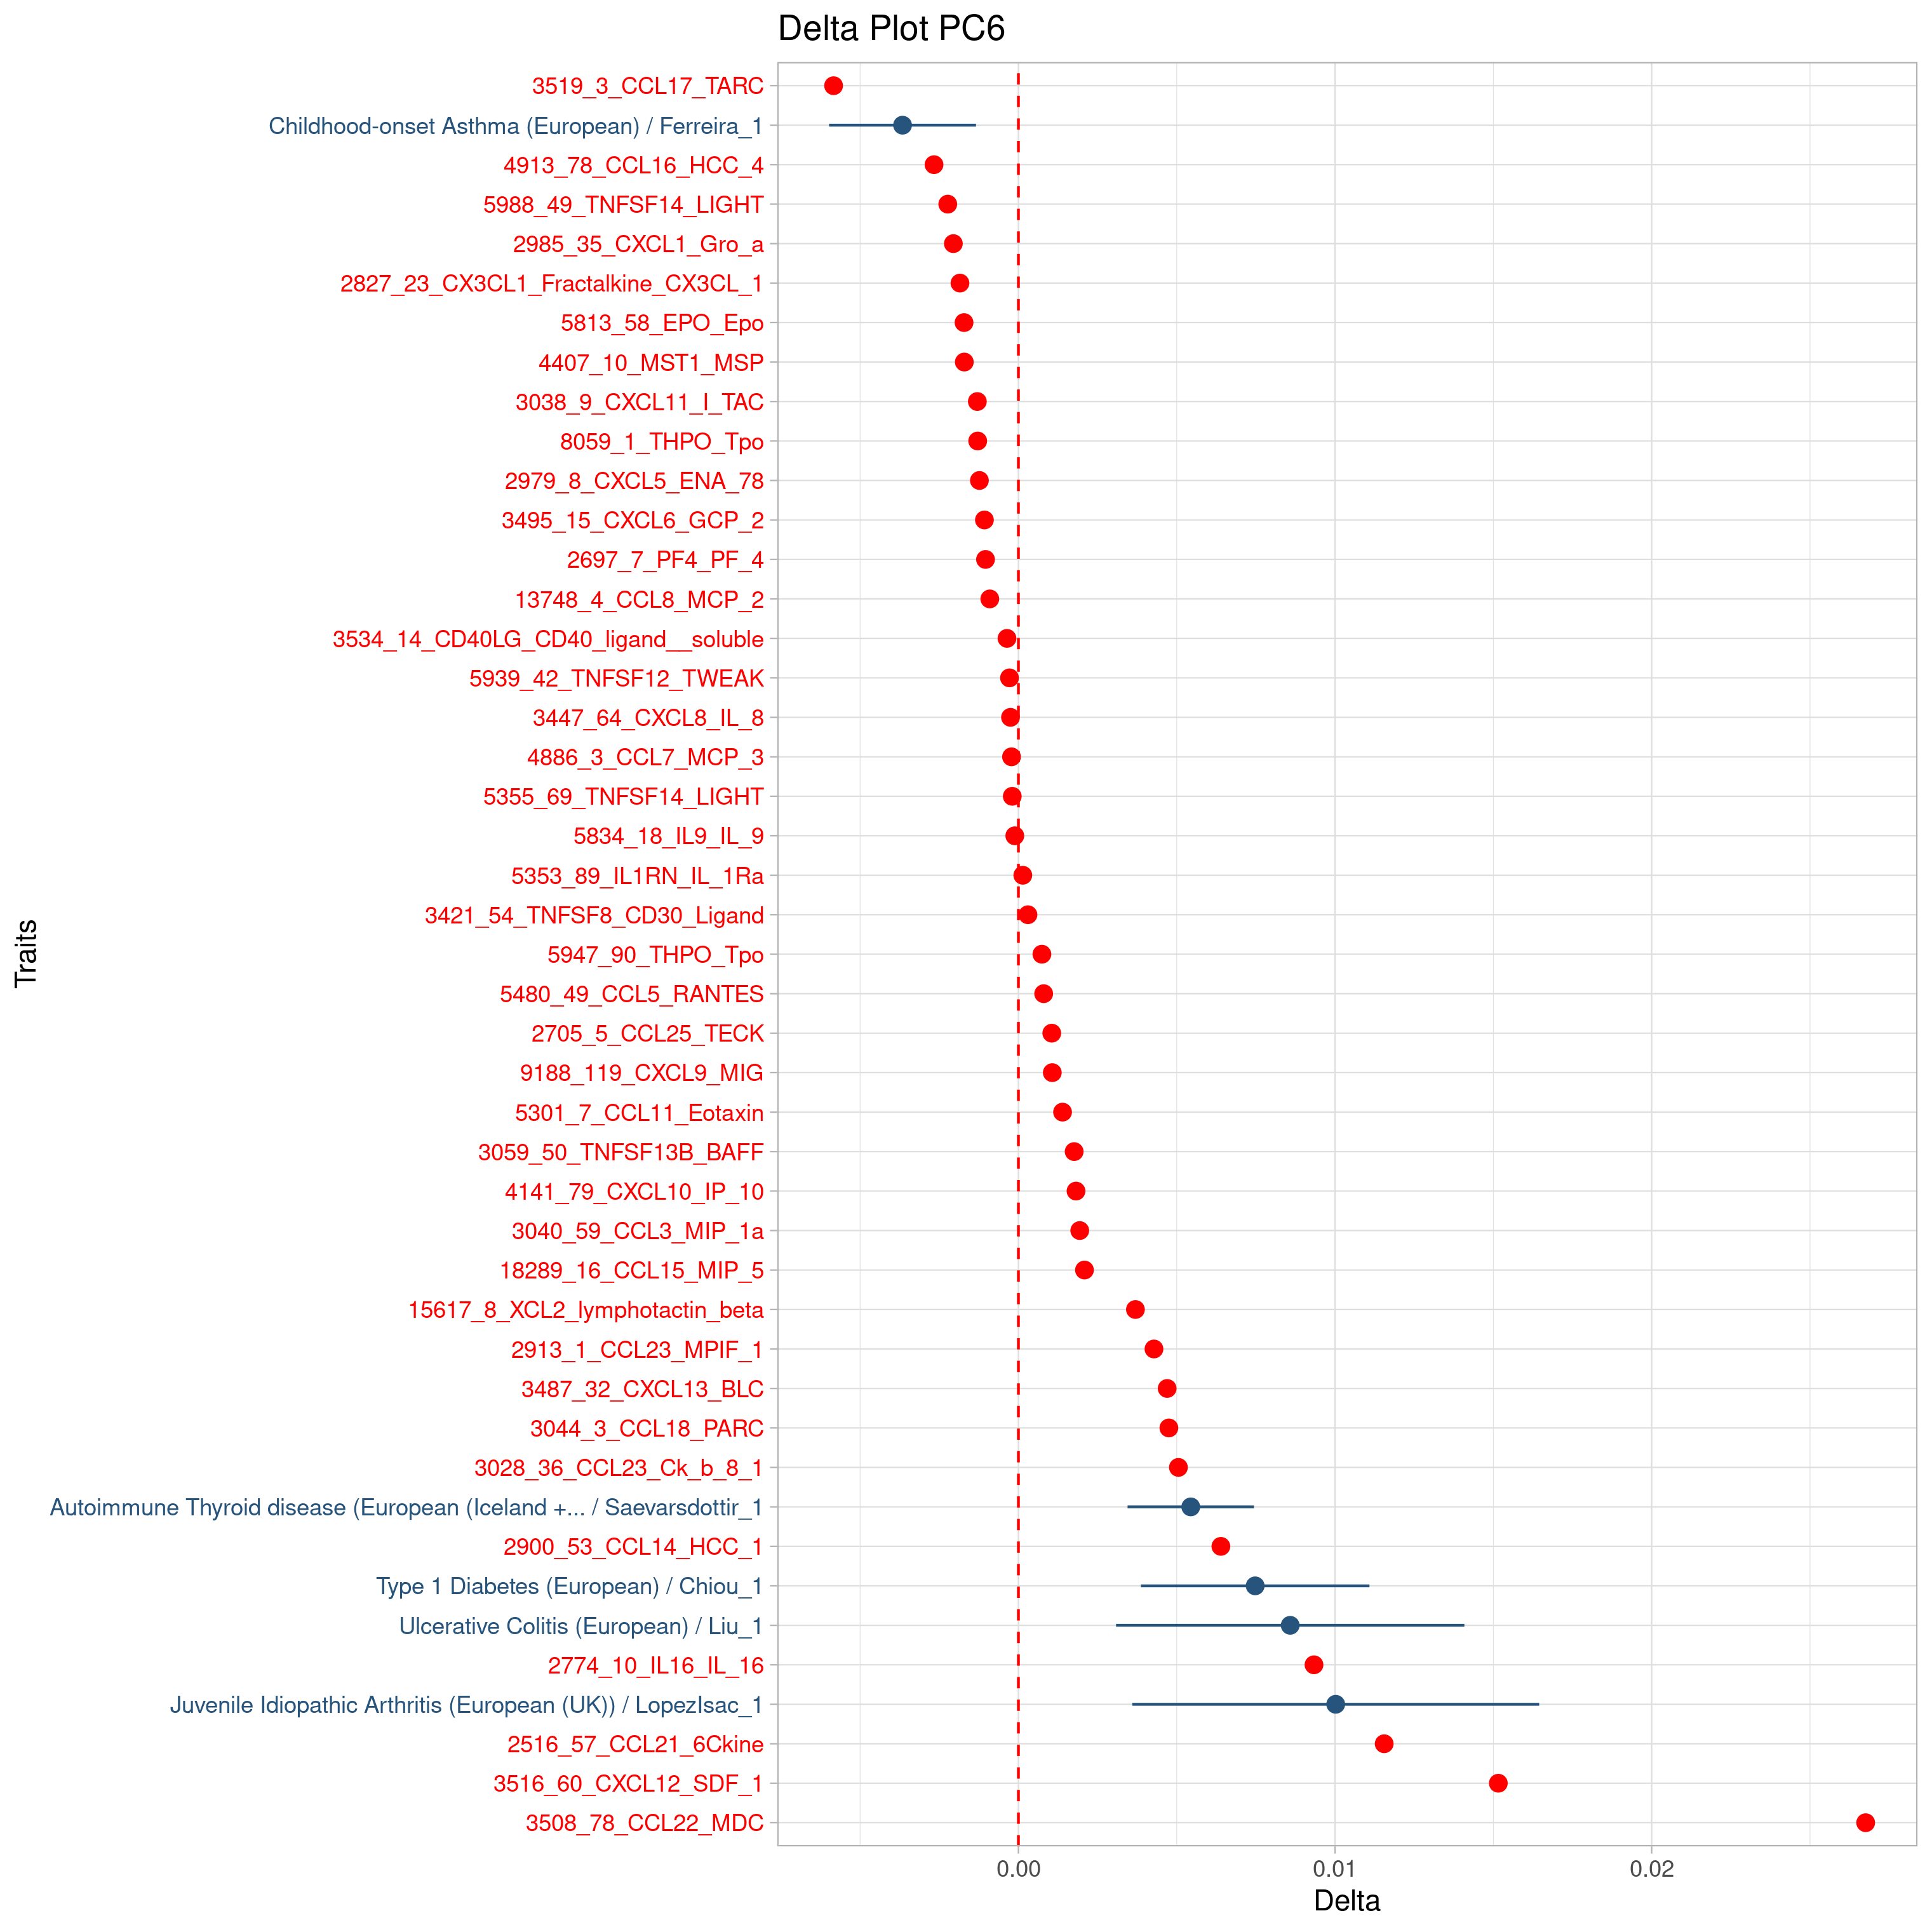 Delta Plot PC6
3519_3_CCL17_TARC
Childhood-onset Asthma (European) / Ferreira_1
4913_78_CCL16_HCC_4
5988_49_TNFSF14_LIGHT
2985_35_CXCL1_Gro_a
2827_23_CX3CL1_Fractalkine_CX3CL_1
5813_58_EPO_Epo
4407_10_MST1_MSP
3038_9_CXCL11_I_TAC
8059_1_THPO_Tpo
2979_8_CXCL5_ENA_78
3495_15_CXCL6_GCP_2
2697_7_PF4_PF_4
13748_4_CCL8_MCP_2
3534_14_CD40LG_CD40_ligand__soluble
5939_42_TNFSF12_TWEAK
3447_64_CXCL8_IL_8
4886_3_CCL7_MCP_3
5355_69_TNFSF14_LIGHT
5834_18_IL9_IL_9
5353_89_IL1RN_IL_1Ra
3421_54_TNFSF8_CD30_Ligand
5947_90_THPO_Tpo
5480_49_CCL5_RANTES
2705_5_CCL25_TECK
9188_119_CXCL9_MIG
5301_7_CCL11_Eotaxin
3059_50_TNFSF13B_BAFF
4141_79_CXCL10_IP_10
3040_59_CCL3_MIP_1a
18289_16_CCL15_MIP_5
15617_8_XCL2_lymphotactin_beta
2913_1_CCL23_MPIF_1
3487_32_CXCL13_BLC
3044_3_CCL18_PARC
3028_36_CCL23_Ck_b_8_1
Autoimmune Thyroid disease (European (Iceland +... / Saevarsdottir_1
2900_53_CCL14_HCC_1
Type 1 Diabetes (European) / Chiou_1
Ulcerative Colitis (European) / Liu_1
2774_10_IL16_IL_16
Juvenile Idiopathic Arthritis (European (UK)) / LopezIsac_1
2516_57_CCL21_6Ckine
3516_60_CXCL12_SDF_1
3508_78_CCL22_MDC
Traits
0.00 0.01 0.02
Delta